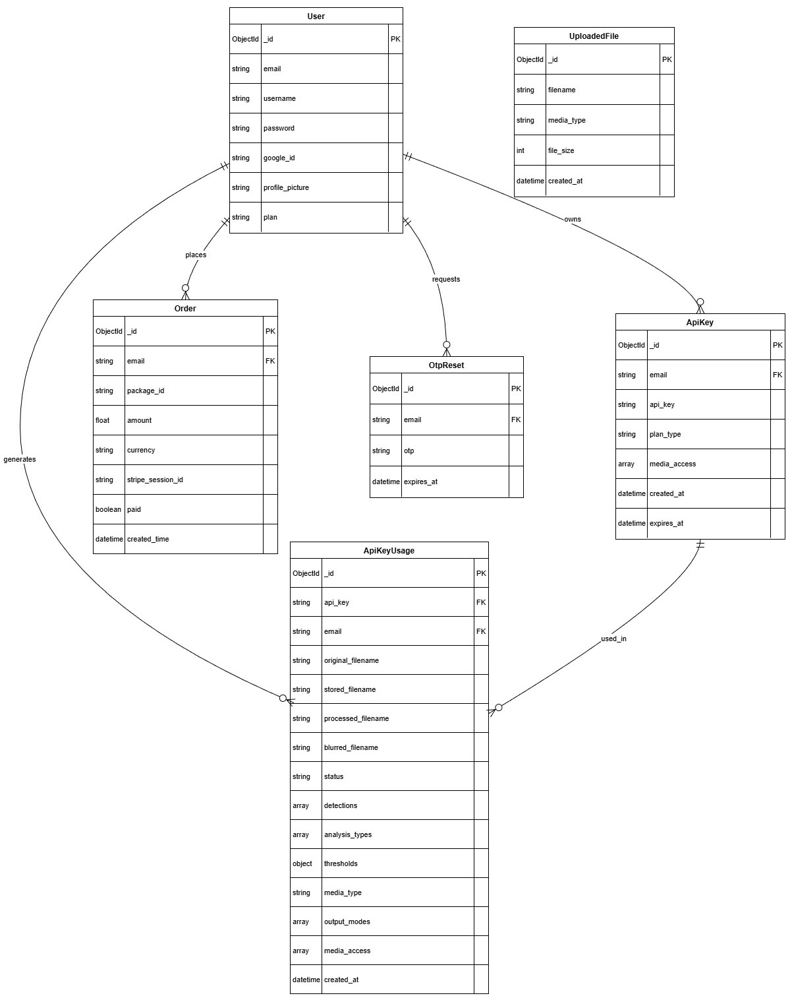 User
ObjectId _id PK
string email
string username
string password
string google_id
string profile_picture
string plan
UploadedFile
ObjectId _id PK
string filename
string media_type
int file_size
datetime created_at
owns
places
requests
generates
Order
ObjectId _id PK
string email FK
string package_id
float amount
string currency
string stripe_session_id
boolean paid
datetime created_time
OtpReset
ObjectId _id PK
string email FK
string otp
datetime expires_at
ApiKey
ObjectId _id PK
string email FK
string api_key
string plan_type
array media_access
datetime created_at
datetime expires_at
used_in
ApiKeyUsage
ObjectId _id PK
string api_key FK
string email FK
string original_filename
string stored_filename
string processed_filename
string blurred_filename
string status
array detections
array analysis_types
object thresholds
string media_type
array output_modes
array media_access
datetime created_at